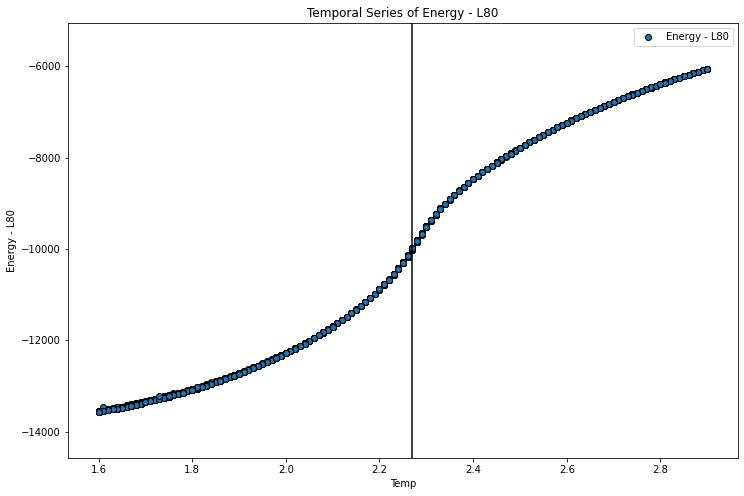 Temporal Series of Energy - L80
Energy - L80
−6000
−8000
−10000
−12000
−14000
Energy - L80
1.6 1.8 2.0 2.2 2.4 2.6 2.8
Temp